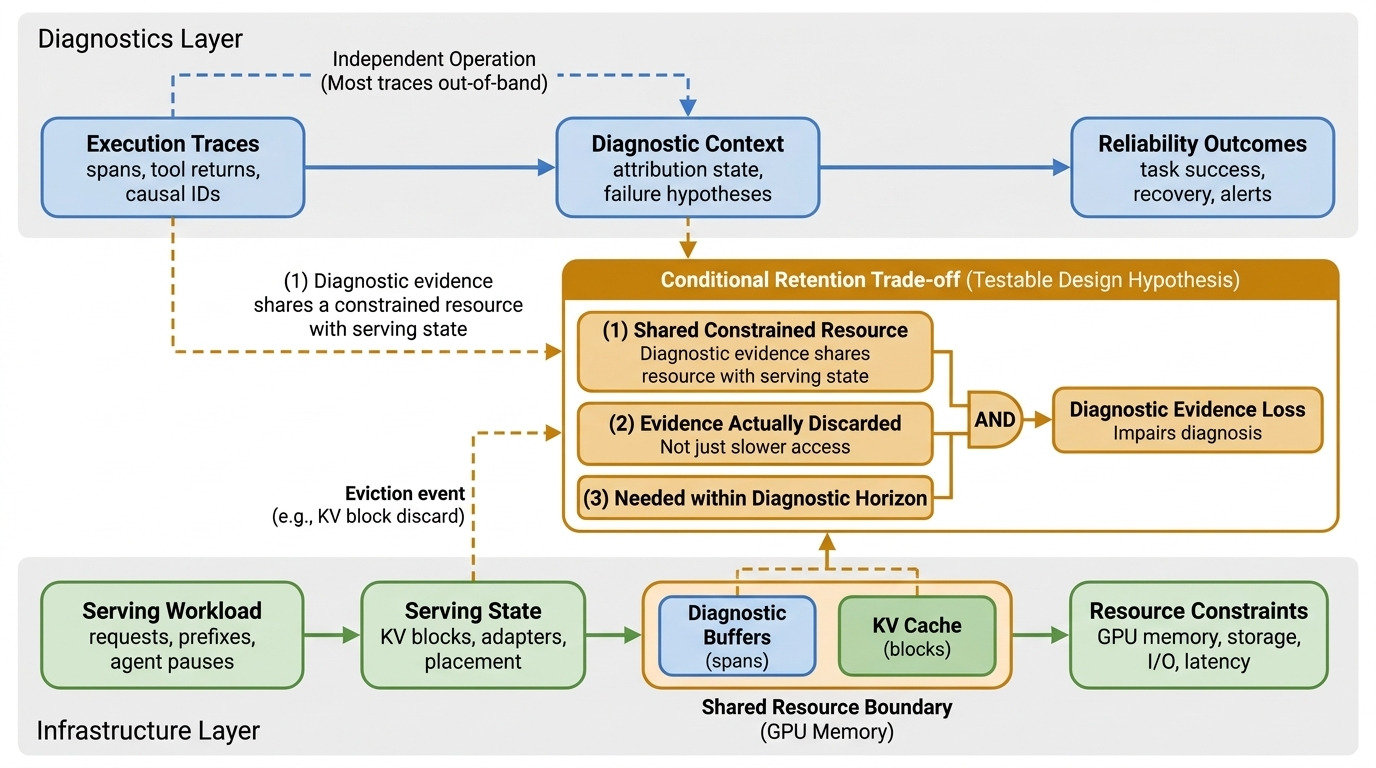 Diagnostics Layer
Independent Operation
(Most traces out-of-band)
Execution Traces
spans, tool returns,
causal IDs
Diagnostic Context
attribution state,
failure hypotheses
Reliability Outcomes
task success,
recovery, alerts
(1) Diagnostic evidence
shares a constrained resource
with serving state
Conditional Retention Trade-off (Testable Design Hypothesis)
(1) Shared Constrained Resource
Diagnostic evidence shares
resource with serving state
(2) Evidence Actually Discarded
Not just slower access
(3) Needed within Diagnostic Horizon
AND
Diagnostic Evidence Loss
Impairs diagnosis
Eviction event
(e.g., KV block discard)
Serving Workload
requests, prefixes,
agent pauses
Serving State
KV blocks, adapters,
placement
Diagnostic
Buffers
(spans)
KV Cache
(blocks)
Resource Constraints
GPU memory, storage,
I/O, latency
Shared Resource Boundary
(GPU Memory)
Infrastructure Layer